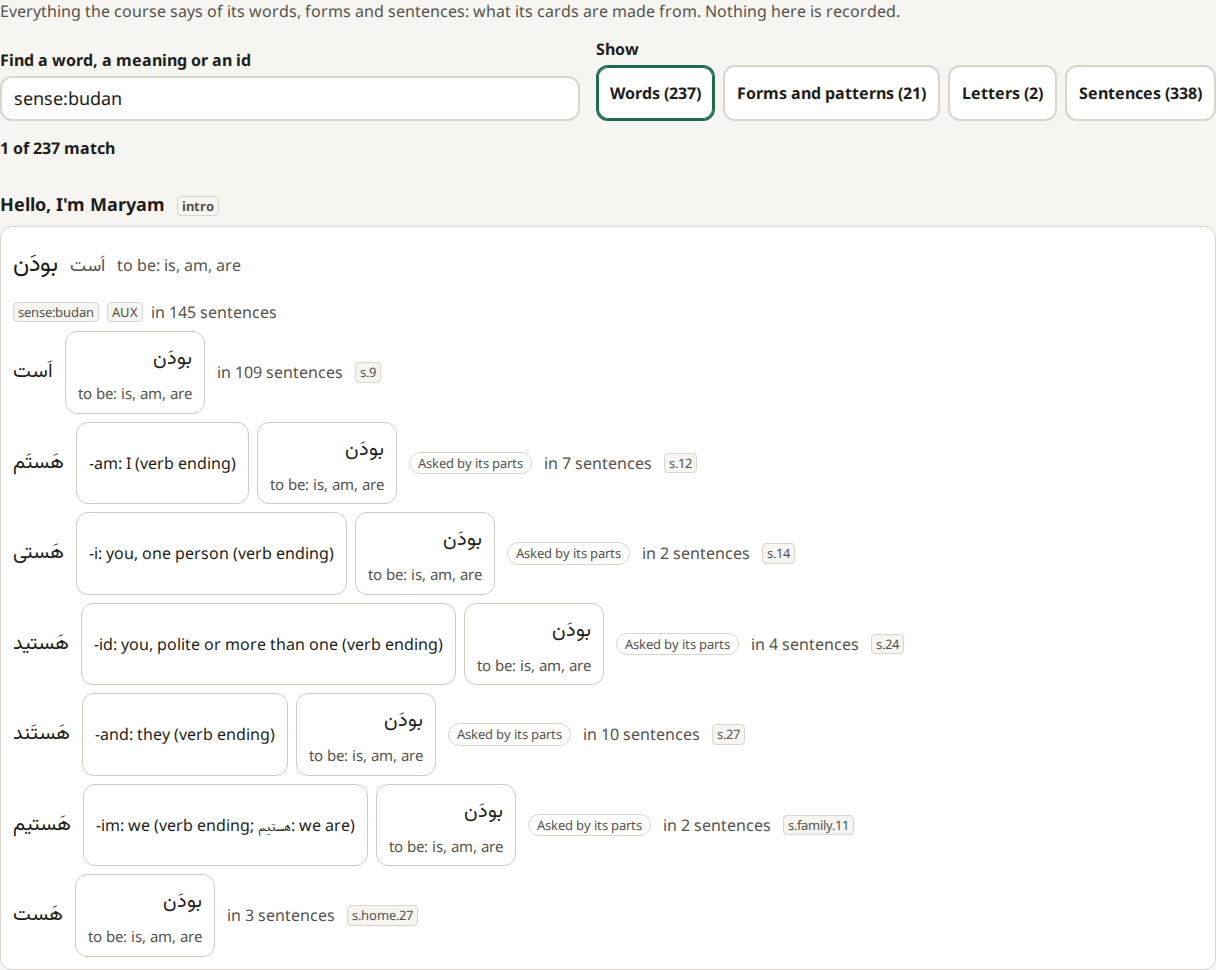 Everything the course says of its words, forms and sentences: what its cards are made from. Nothing here is recorded.
Find a word, a meaning or an id
Show
sense:budan
Words (237)
Forms and patterns (21)
Letters (2)
Sentences (338)
1 of 237 match
Hello, I'm Maryam intro
بودَن اَست to be: is, am, are
sense:budan AUX in 145 sentences
اَست بودَن to be: is, am, are in 109 sentences s.9
هَستَم -am: I (verb ending) بودَن to be: is, am, are Asked by its parts in 7 sentences s.12
هَستی -i: you, one person (verb ending) بودَن to be: is, am, are Asked by its parts in 2 sentences s.14
هَستید -id: you, polite or more than one (verb ending) بودَن to be: is, am, are Asked by its parts in 4 sentences s.24
هَستَند -and: they (verb ending) بودَن to be: is, am, are Asked by its parts in 10 sentences s.27
هَستیم -im: we (verb ending; هستیم: we are) بودَن to be: is, am, are Asked by its parts in 2 sentences s.family.11
هَست بودَن to be: is, am, are in 3 sentences s.home.27